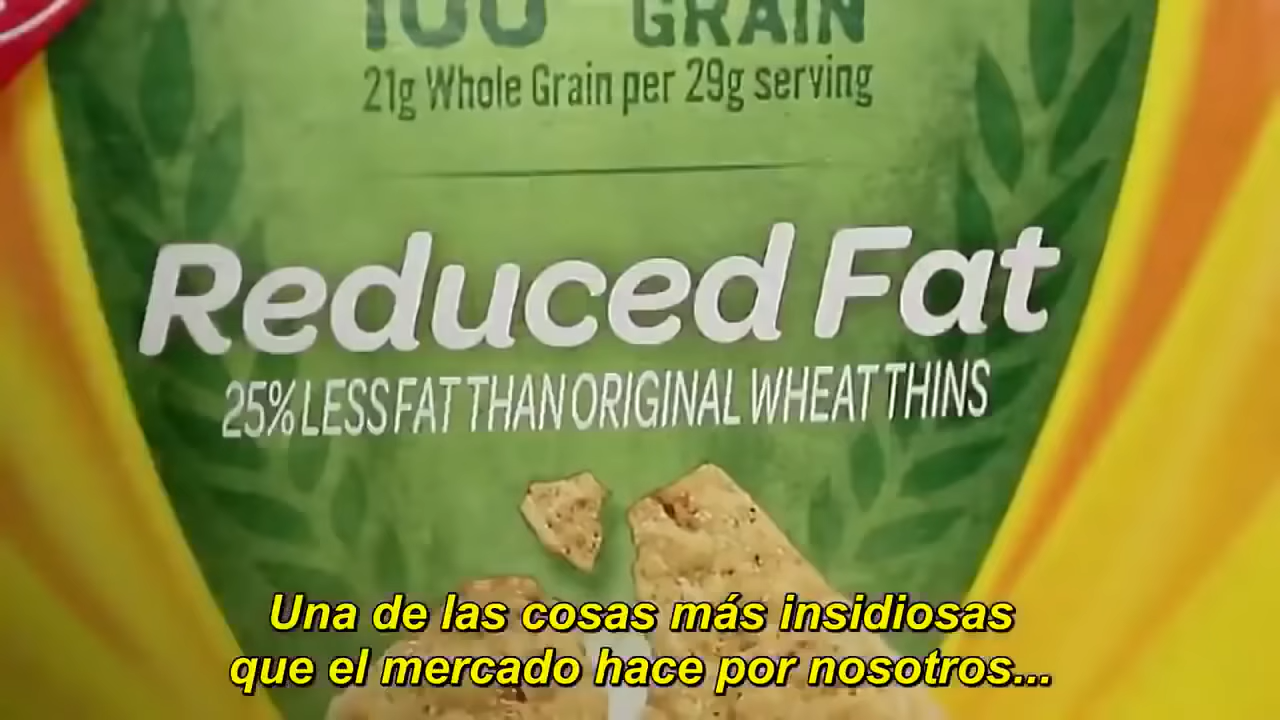 100 GRAIN
21g Whole Grain per 29g serving
Reduced Fat
25% LESS FAT THAN ORIGINAL WHEAT THINS
Una de las cosas más insidiosas
que el mercado hace por nosotros...